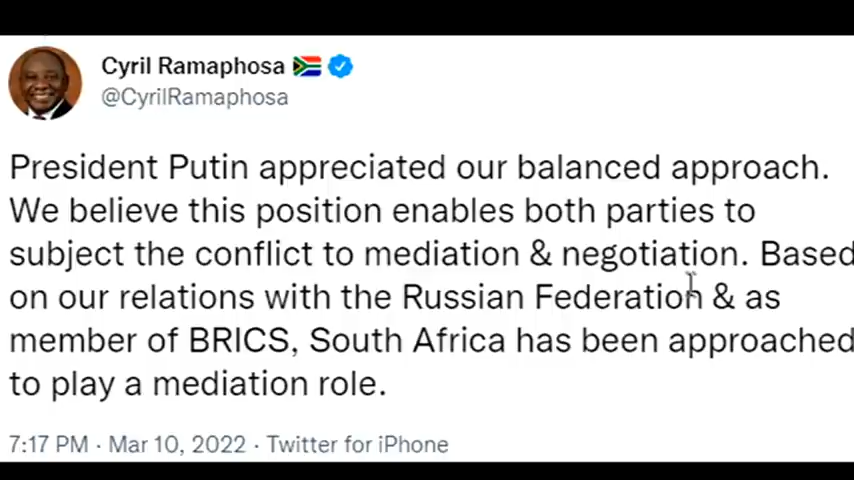 Cyril Ramaphosa
@CyrilRamaphosa
President Putin appreciated our balanced approach.
We believe this position enables both parties to
subject the conflict to mediation & negotiation. Based
on our relations with the Russian Federation & as
member of BRICS, South Africa has been approached
to play a mediation role.
7:17 PM · Mar 10, 2022 · Twitter for iPhone